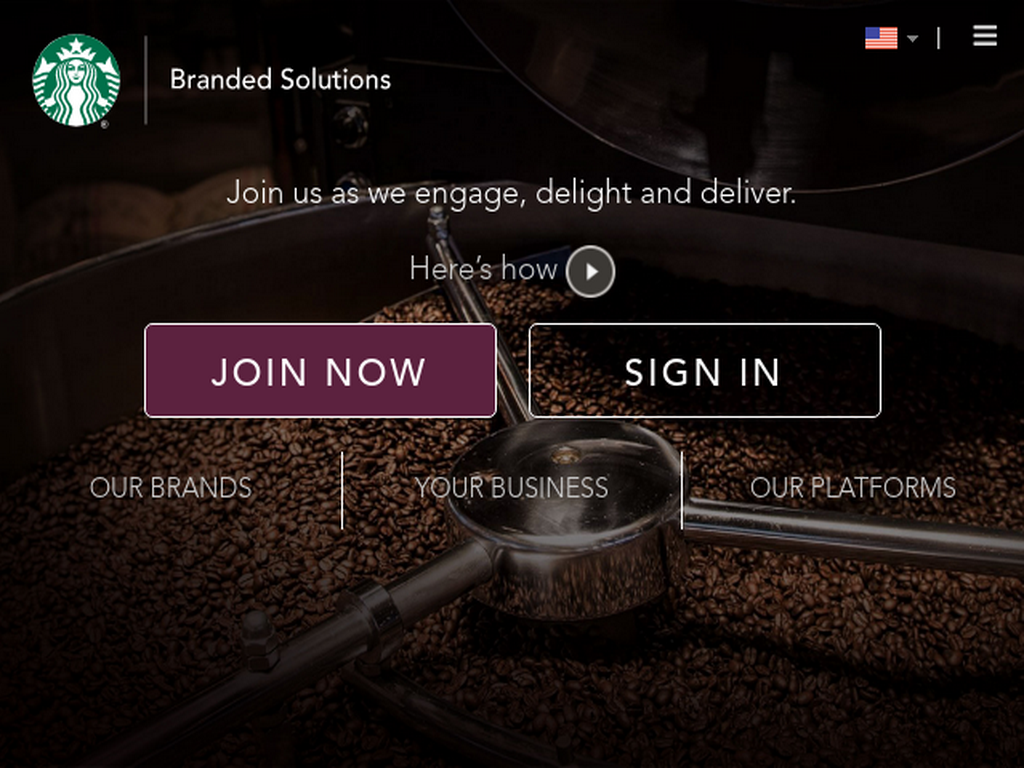 Branded Solutions
Join us as we engage, delight and deliver.
Here's how
JOIN NOW
SIGN IN
OUR BRANDS
YOUR BUSINESS
OUR PLATFORMS